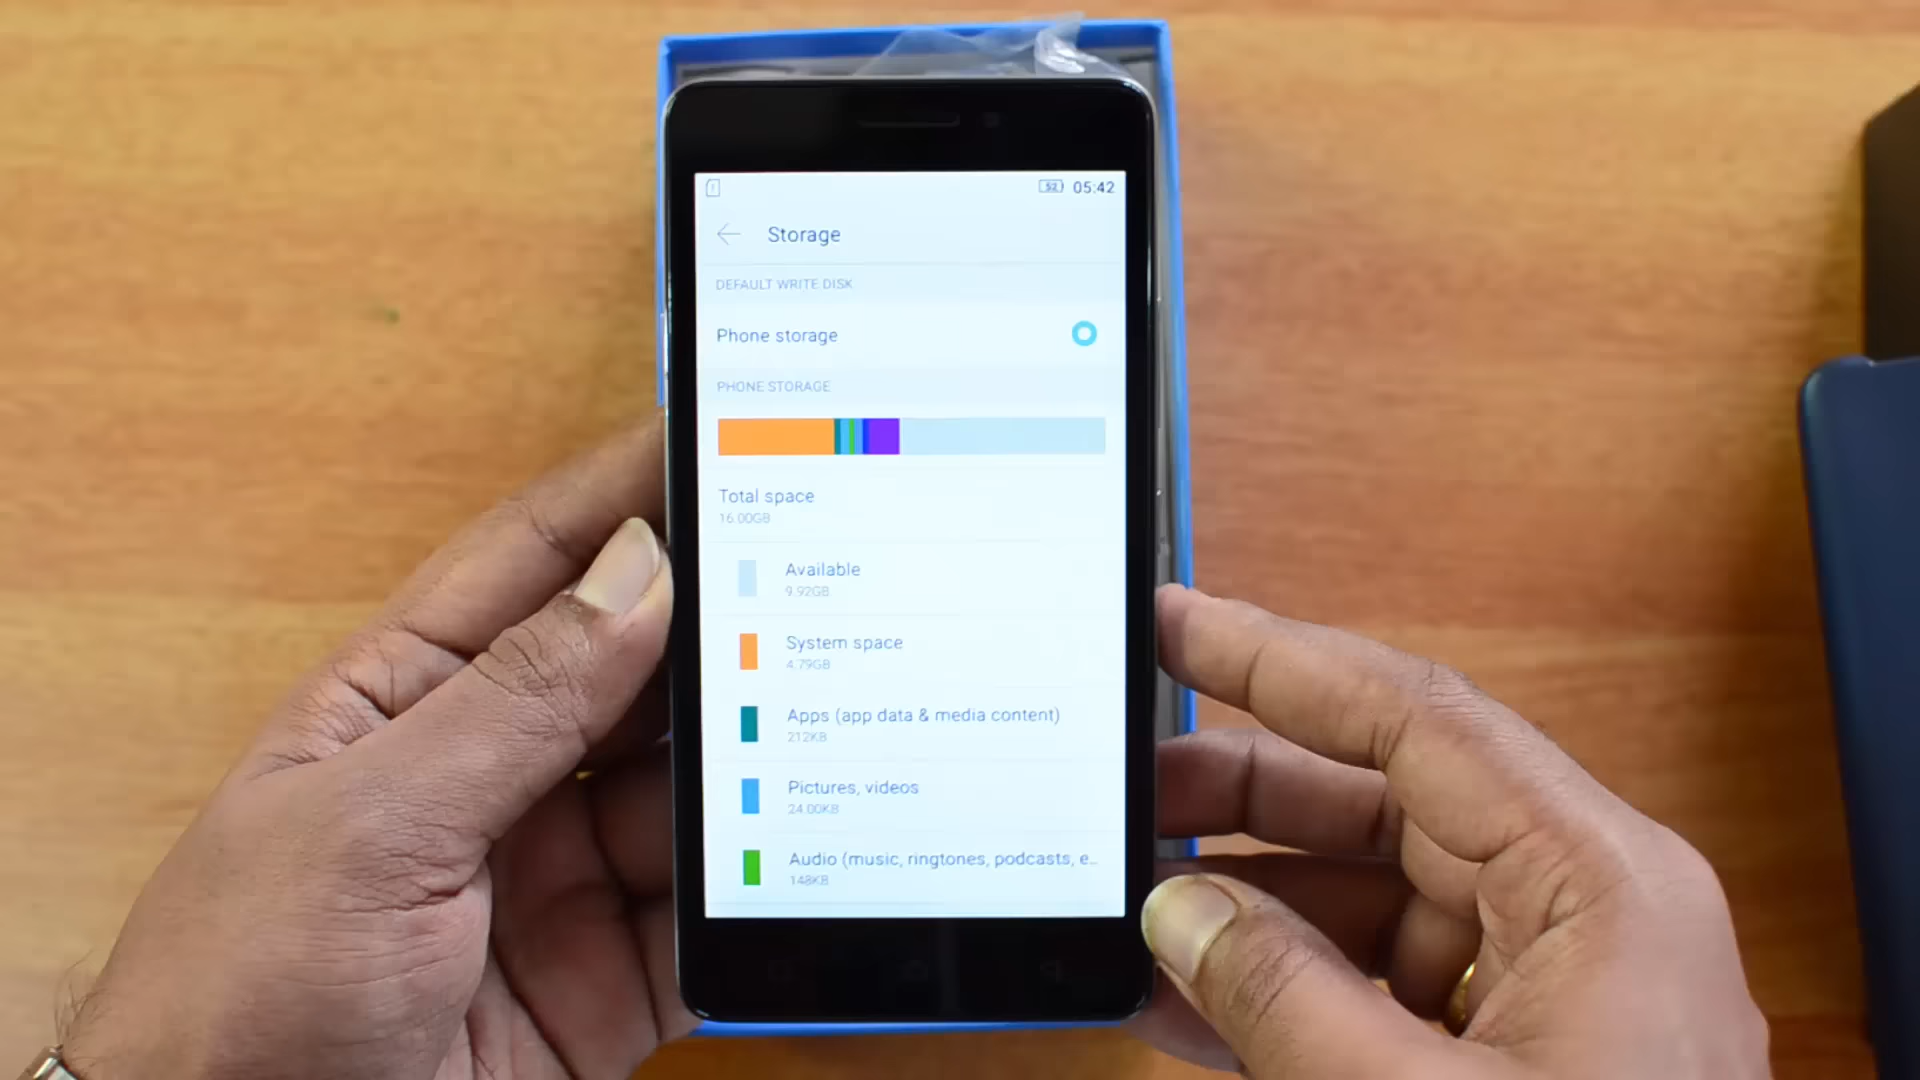 52 05:42
Storage
DEFAULT WRITE DISK
Phone storage
PHONE STORAGE
Total space
16.00GB
Available
9.92GB
System space
4.79GB
Apps (app data & media content)
212KB
Pictures, videos
24.00KB
Audio (music, ringtones, podcasts, e...
148KB